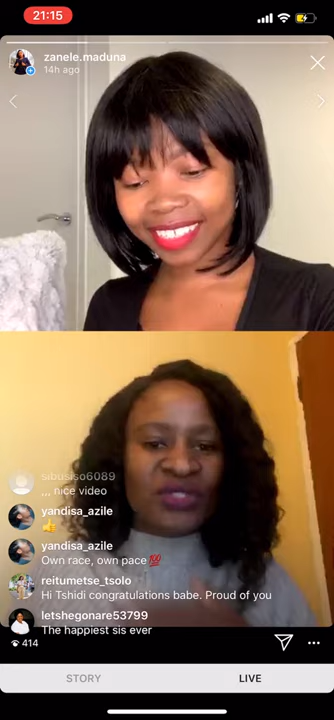 21:15
zanele.maduna
14h ago
sibusiso6089
,,, nice video
yandisa_azile
👍
yandisa_azile
Own race, own pace💯
reitumetse_tsolo
Hi Tshidi congratulations babe. Proud of you
letshegonare53799
The happiest sis ever
414
STORY
LIVE